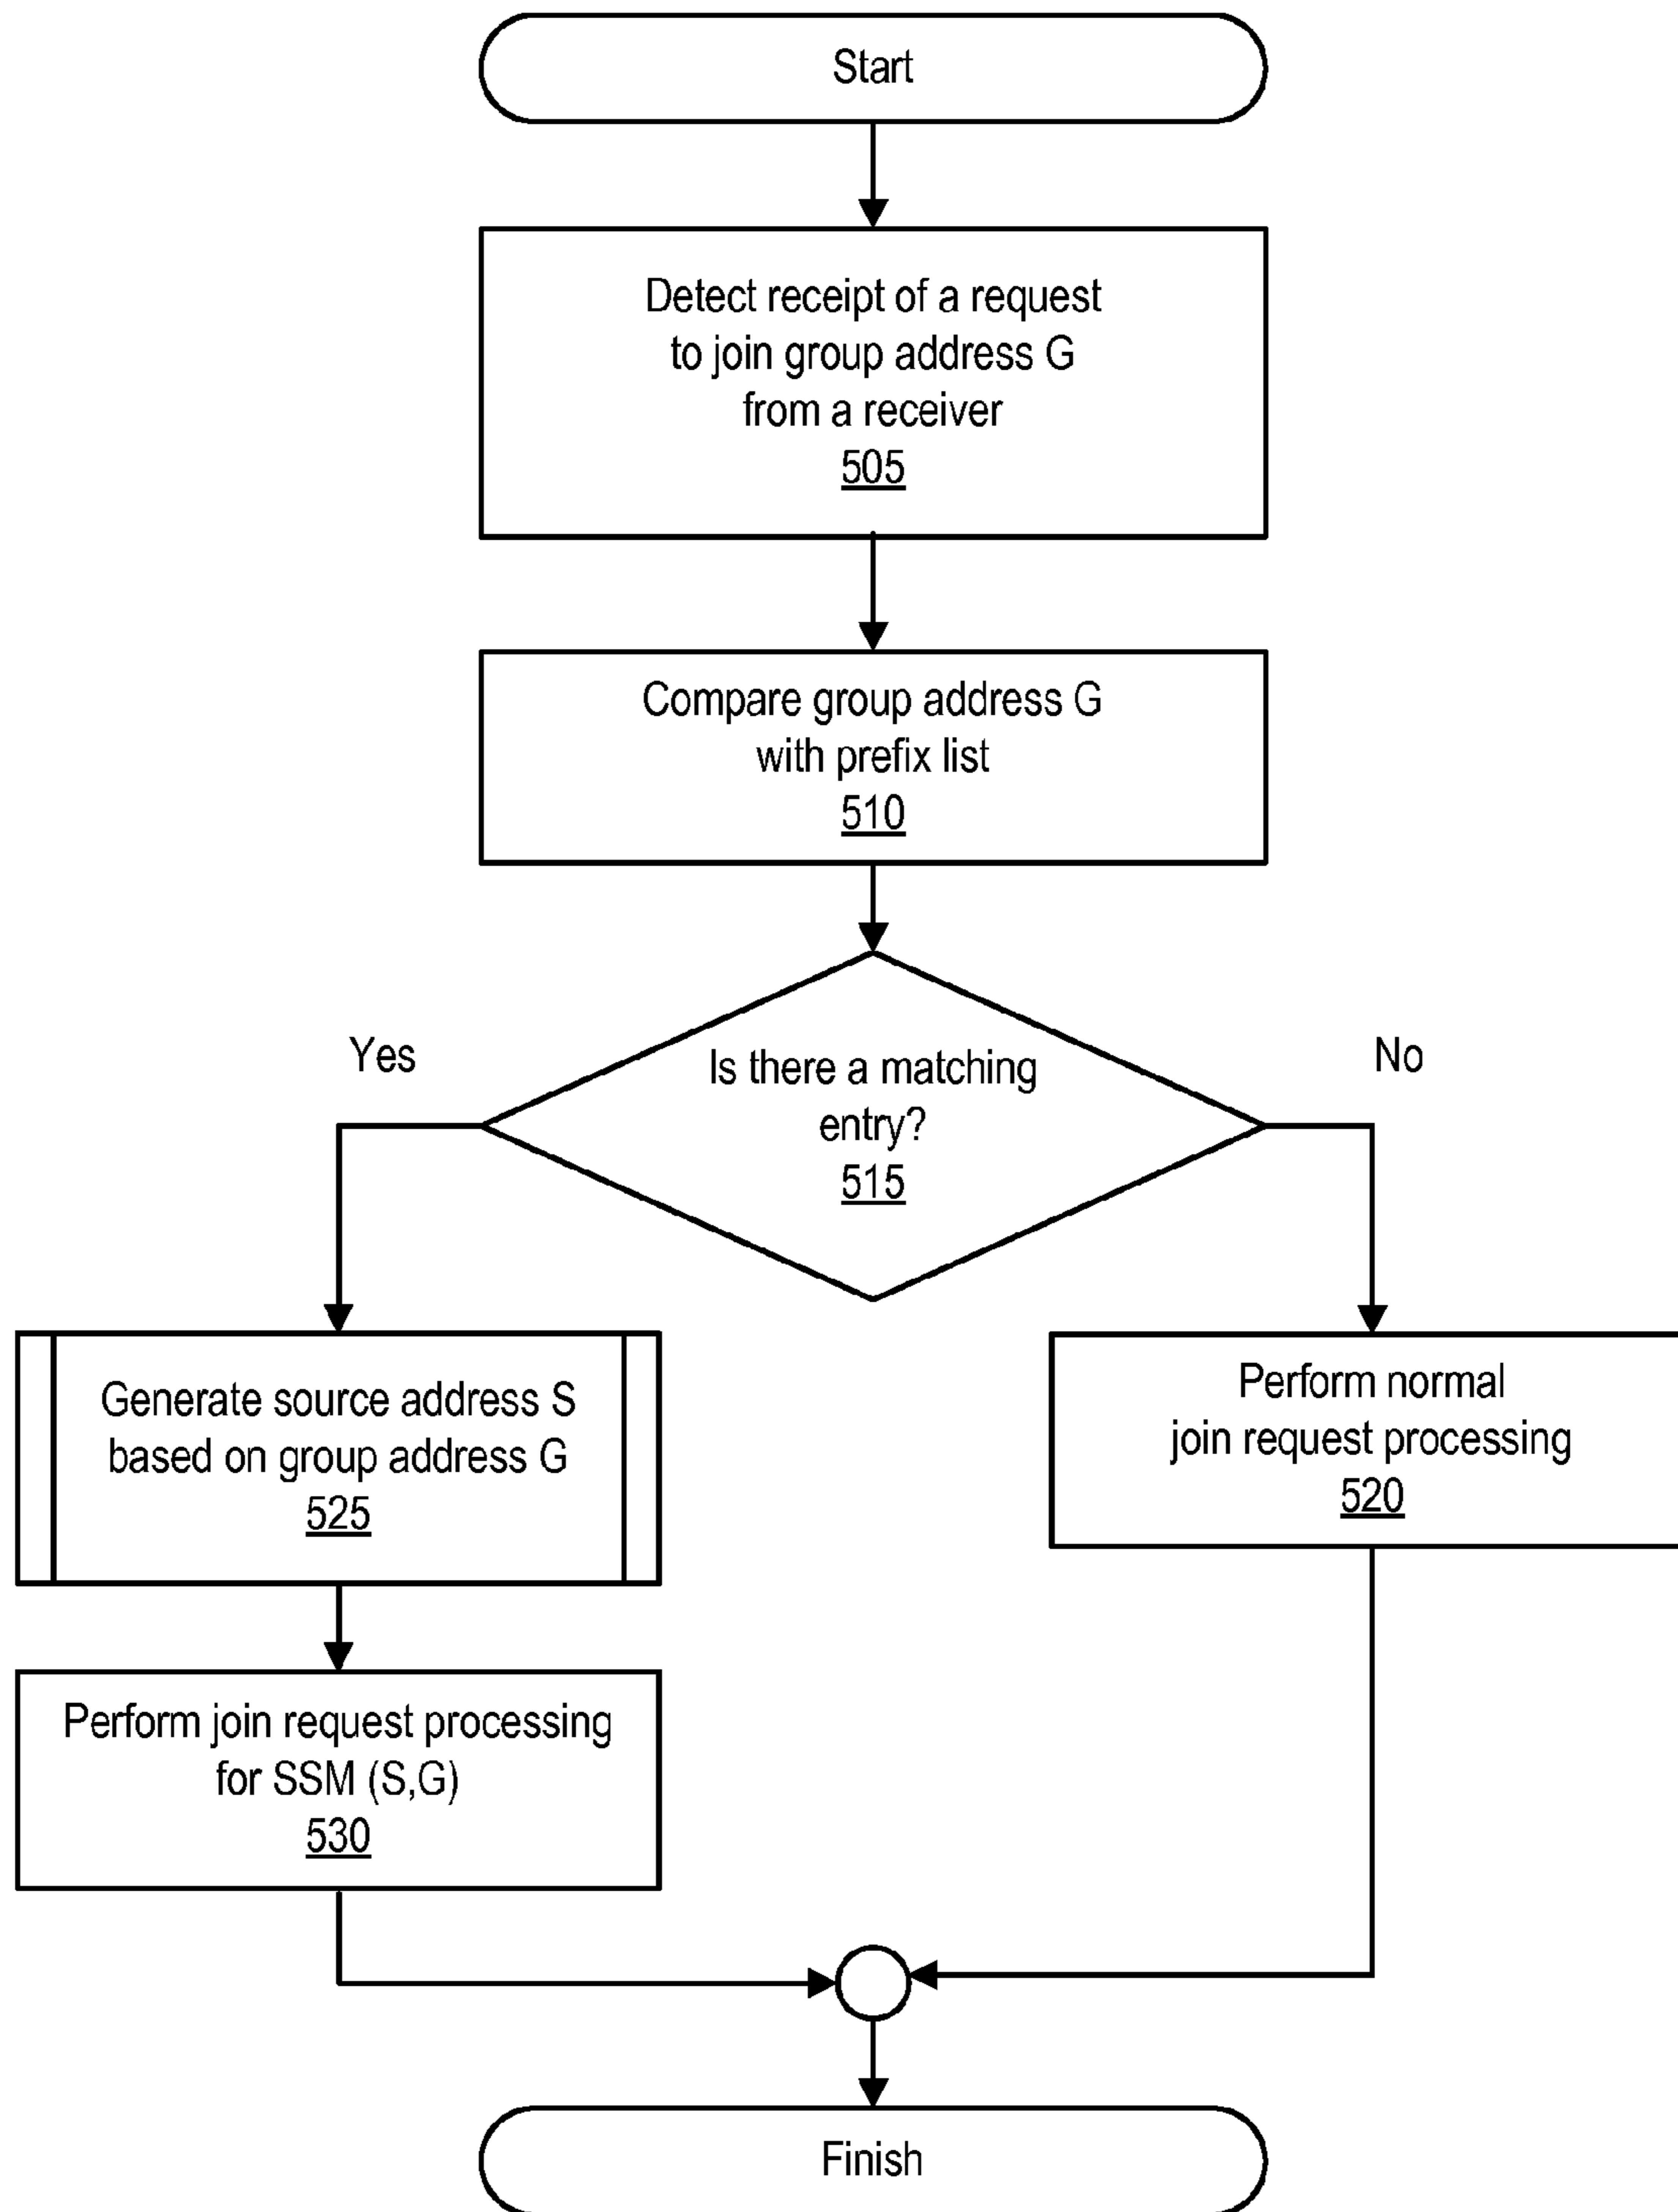 Start
Detect receipt of a request
to join group address G
from a receiver
505
Compare group address G
with prefix list
510
Is there a matching
entry?
515
Yes
No
Generate source address S
based on group address G
525
Perform normal
join request processing
520
Perform join request processing
for SSM (S,G)
530
Finish